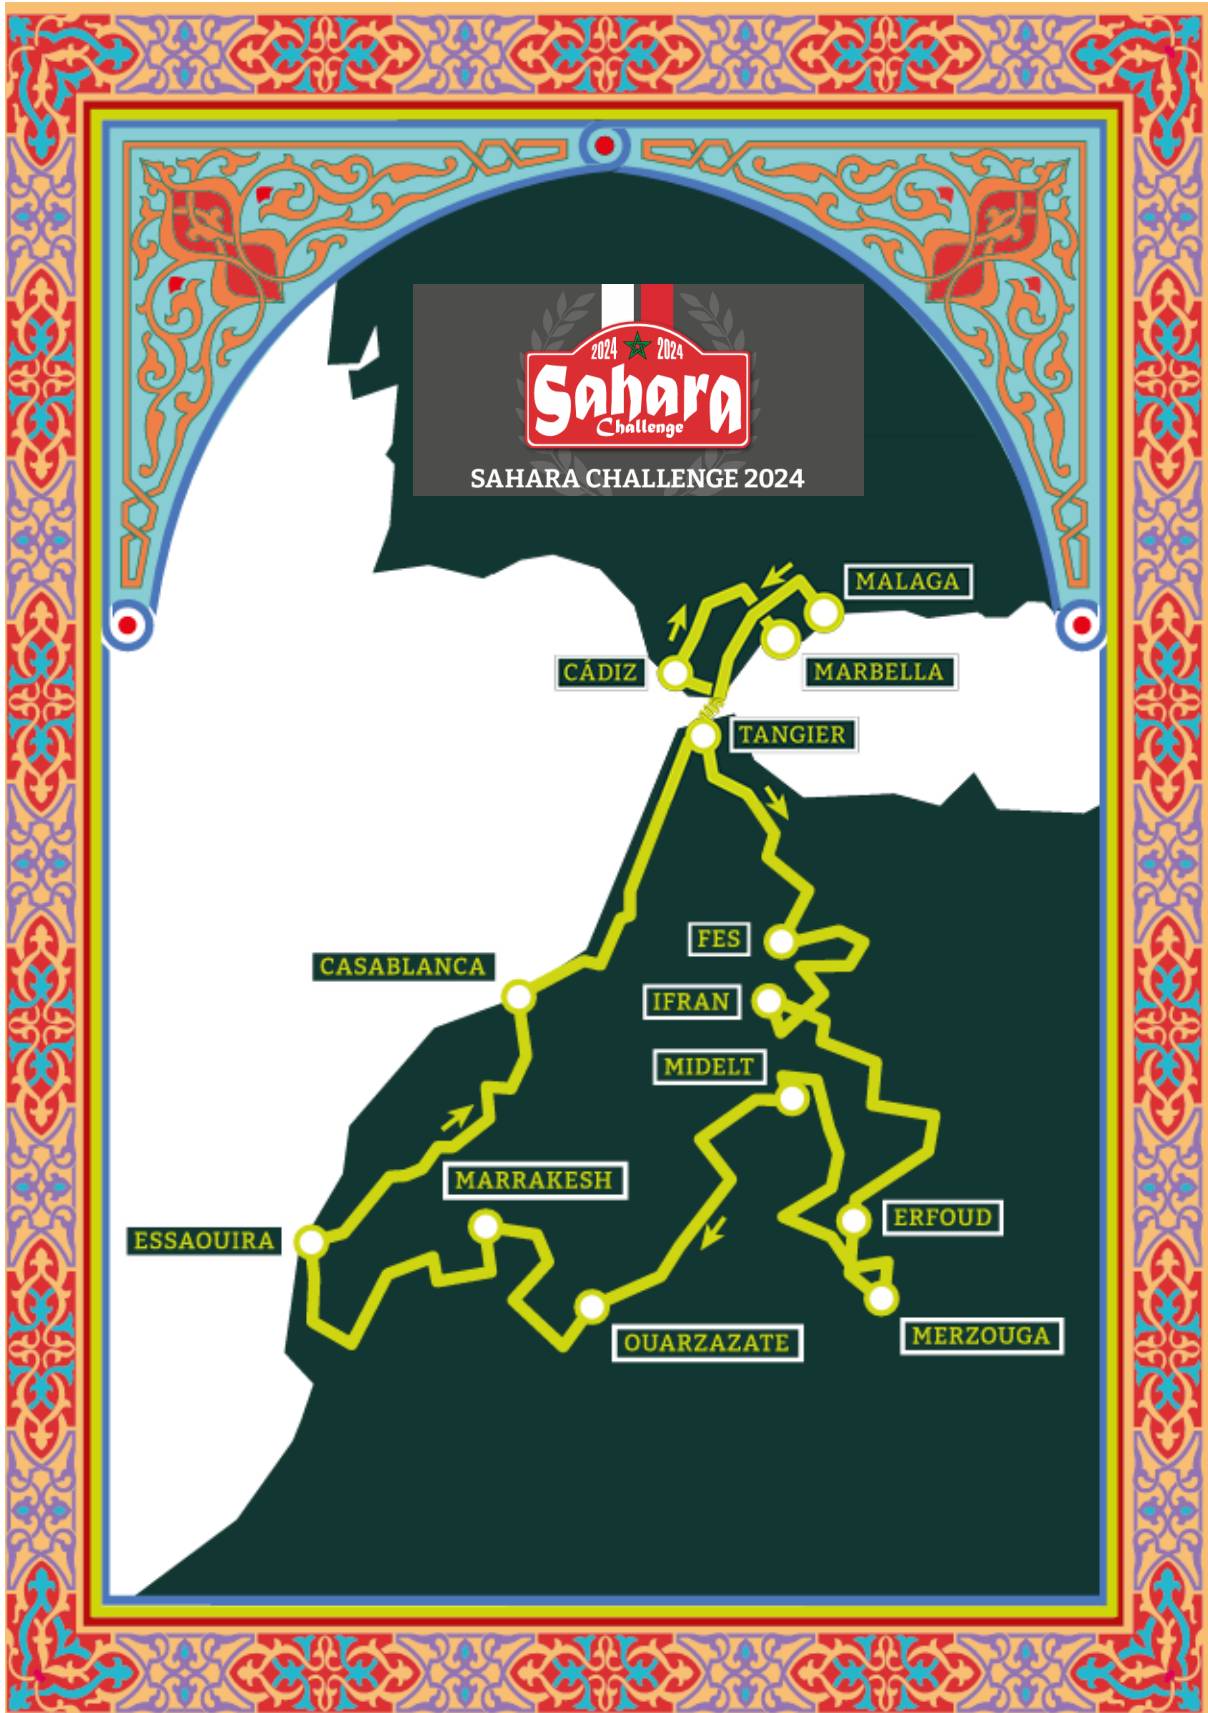 2024 2024
Sahara
Challenge
SAHARA CHALLENGE 2024
MALAGA
CÁDIZ
MARBELLA
TANGIER
FES
CASABLANCA
IFRAN
MIDELT
MARRAKESH
ERFOUD
ESSAOUIRA
MERZOUGA
OUARZAZATE